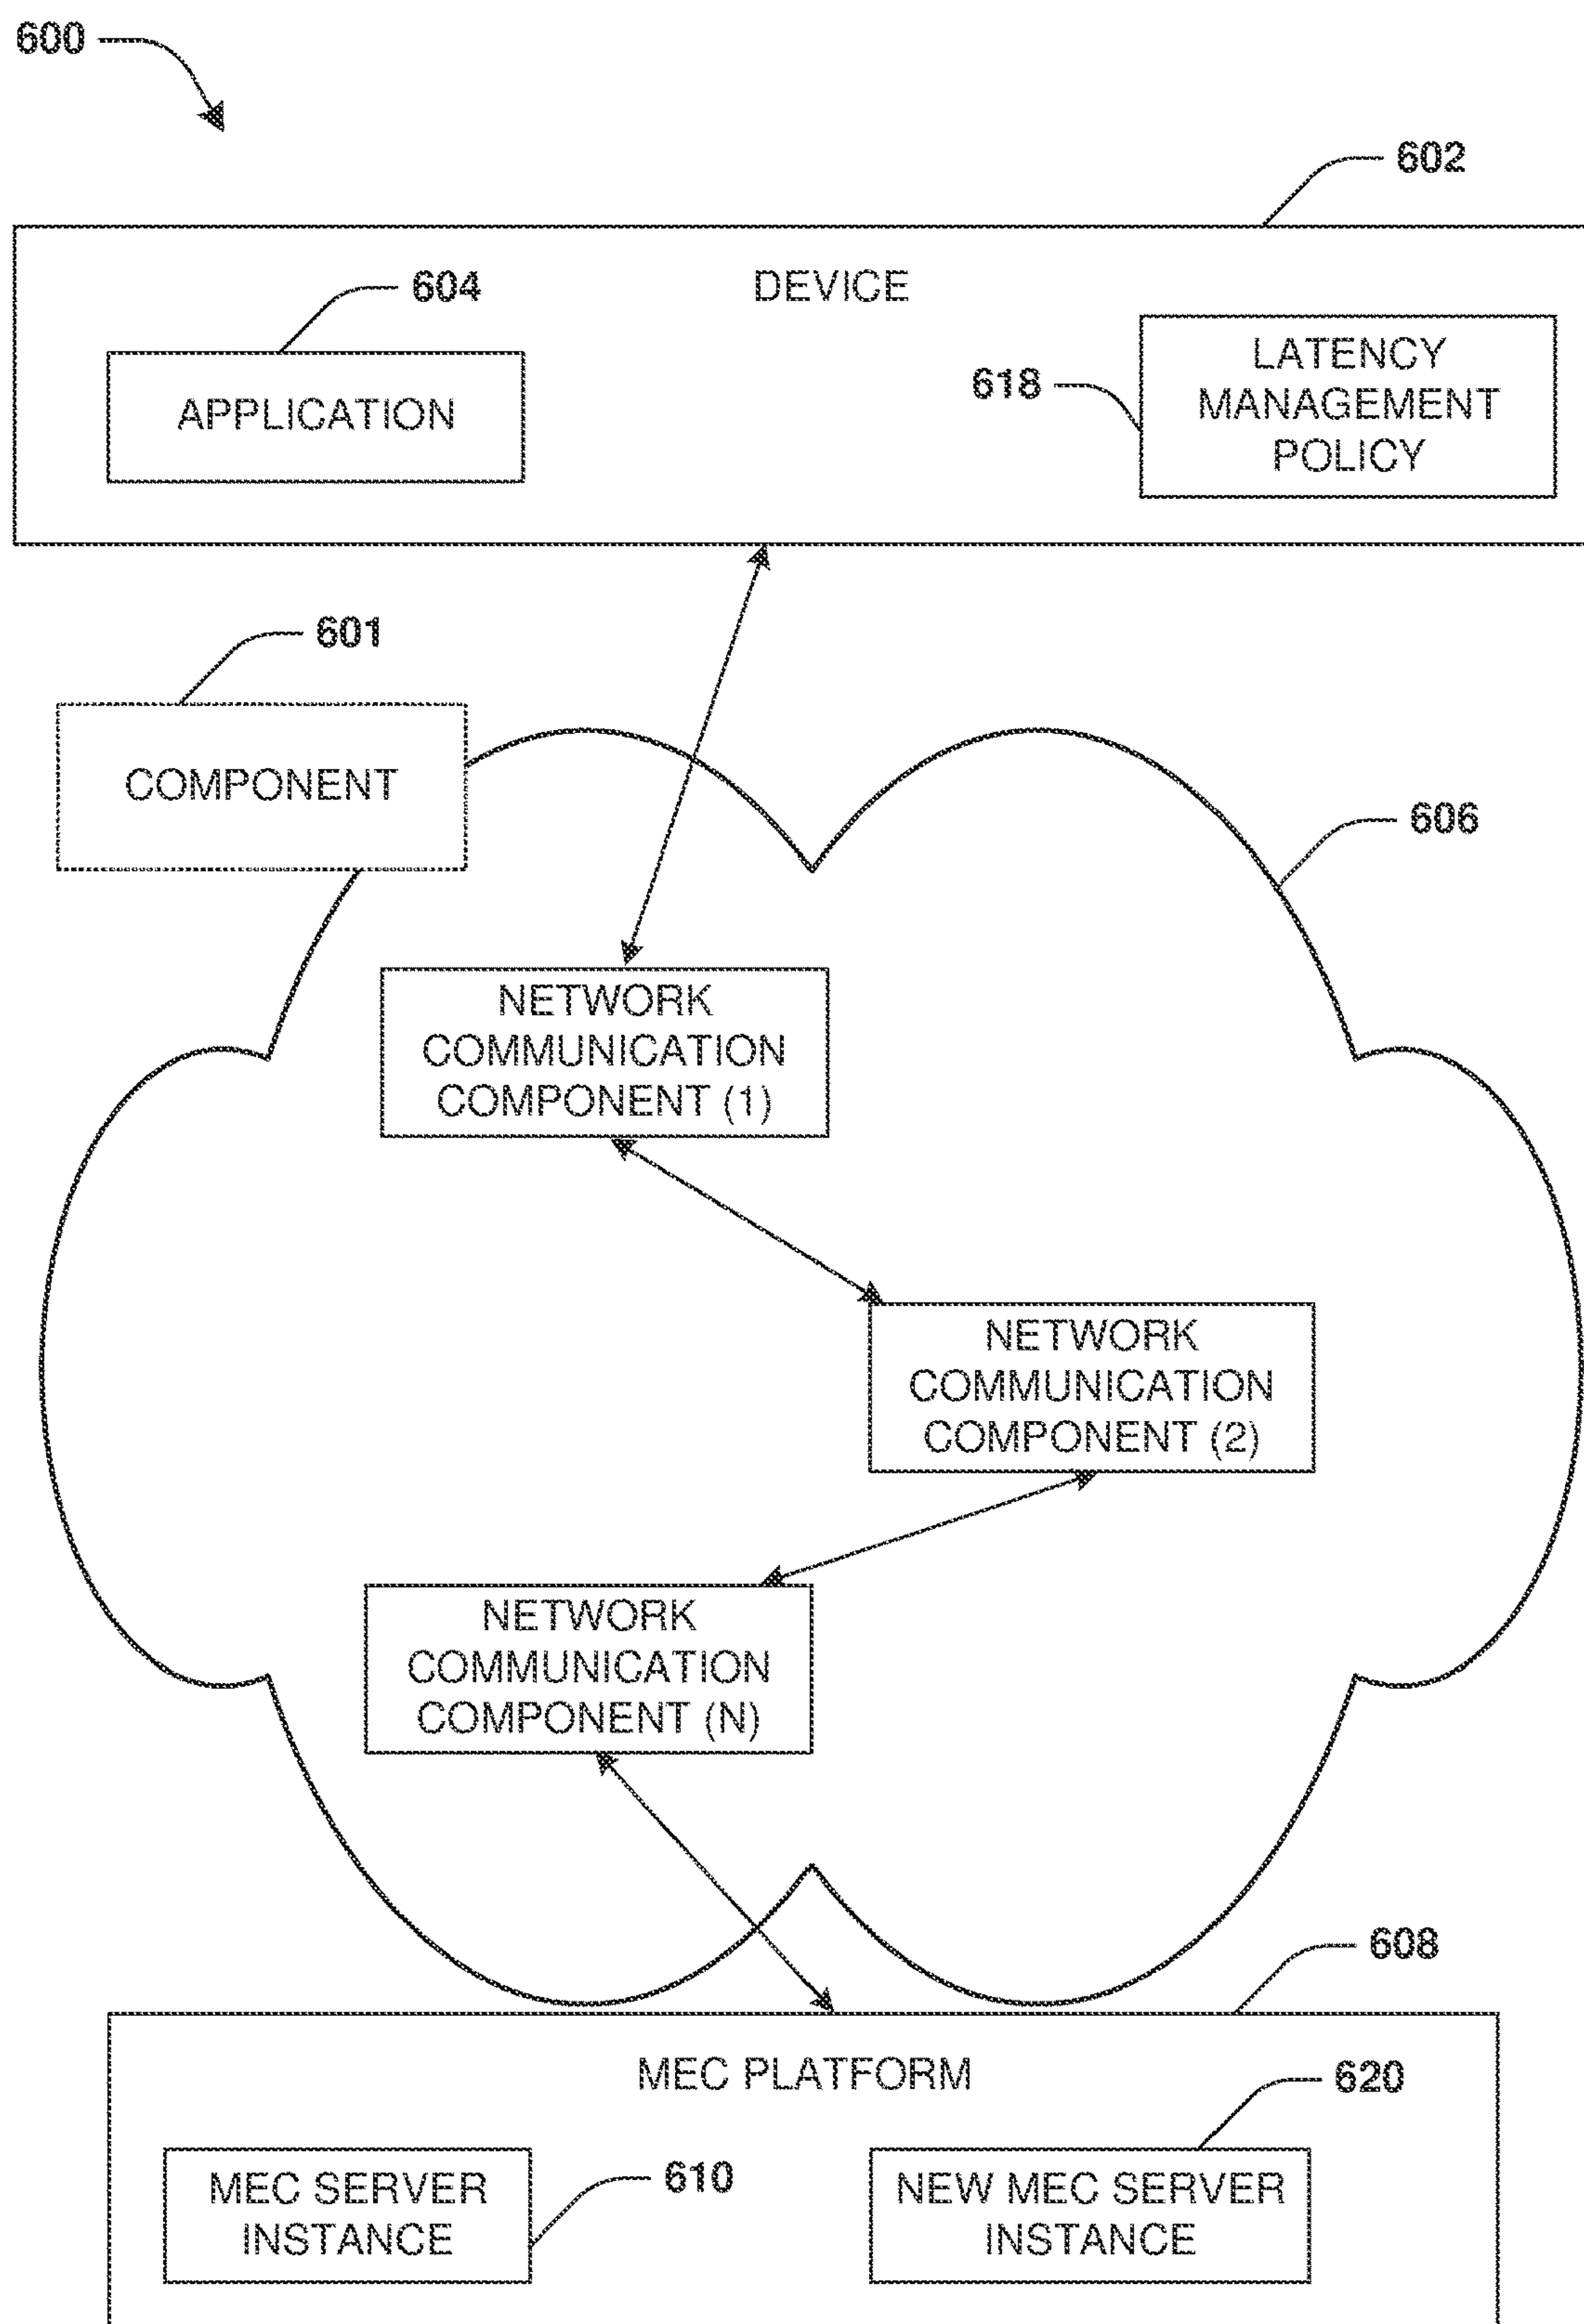 600
602
DEVICE
604
APPLICATION
618
LATENCY
MANAGEMENT
POLICY
601
COMPONENT
606
NETWORK
COMMUNICATION
COMPONENT (1)
NETWORK
COMMUNICATION
COMPONENT (2)
NETWORK
COMMUNICATION
COMPONENT (N)
608
MEC PLATFORM
620
MEC SERVER
INSTANCE
610
NEW MEC SERVER
INSTANCE